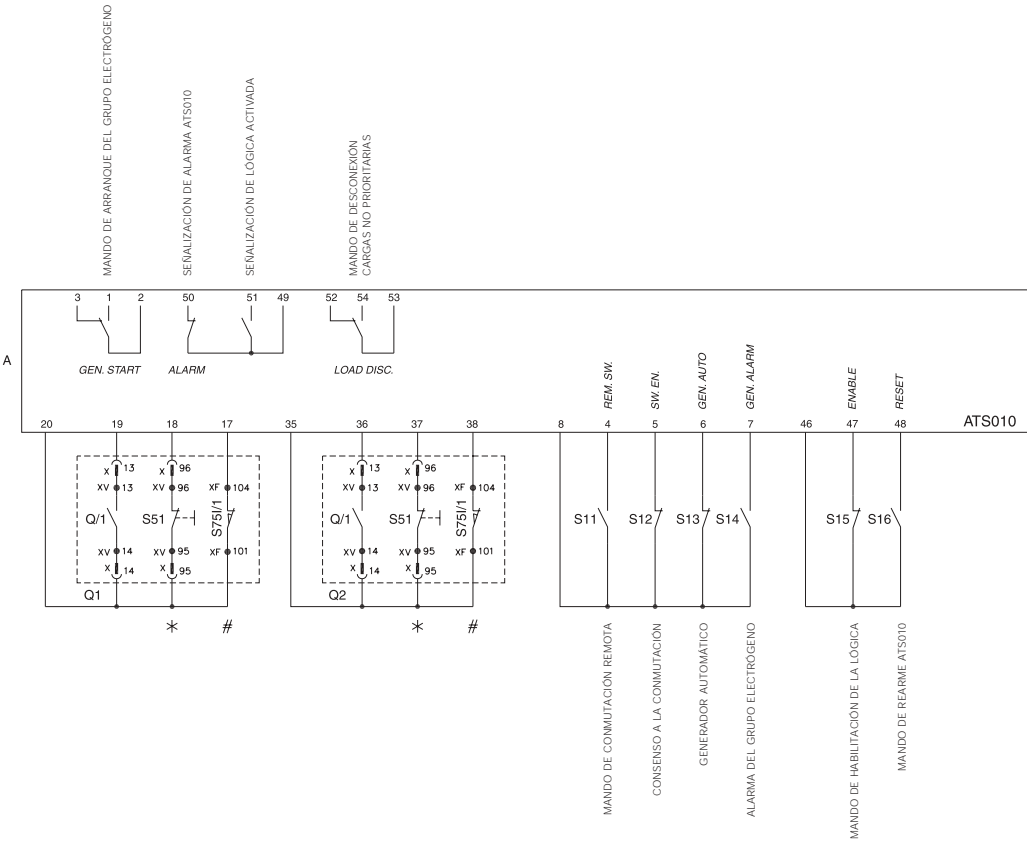 MANDO DE ARRANQUE DEL GRUPO ELECTRÓGENO
SEÑALIZACIÓN DE ALARMA ATS010
SEÑALIZACIÓN DE LÓGICA ACTIVADA
MANDO DE DESCONEXIÓN
CARGAS NO PRIORITARIAS
3 1 2 50 51 49 52 54 53
A
GEN. START ALARM LOAD DISC.
REM. SW.
SW. EN.
GEN. AUTO
GEN. ALARM
ENABLE
RESET
ATS010
20 19 18 17 35 36 37 38 8 4 5 6 7 46 47 48
X 13 X 96 X 13 X 96
XV 13 XV 96 XF 104 XV 13 XV 96 XF 104
Q/1 S51 S75I/1 Q/1 S51 S75I/1 S11 S12 S13 S14 S15 S16
XV 14 XV 95 XF 101 XV 14 XV 95 XF 101
X 14 X 95 X 14 X 95
Q1 Q2
* # * #
MANDO DE CONMUTACIÓN REMOTA
CONSENSO A LA CONMUTACIÓN
GENERADOR AUTOMÁTICO
ALARMA DEL GRUPO ELECTRÓGENO
MANDO DE HABILITACIÓN DE LA LÓGICA
MANDO DE REARME ATS010